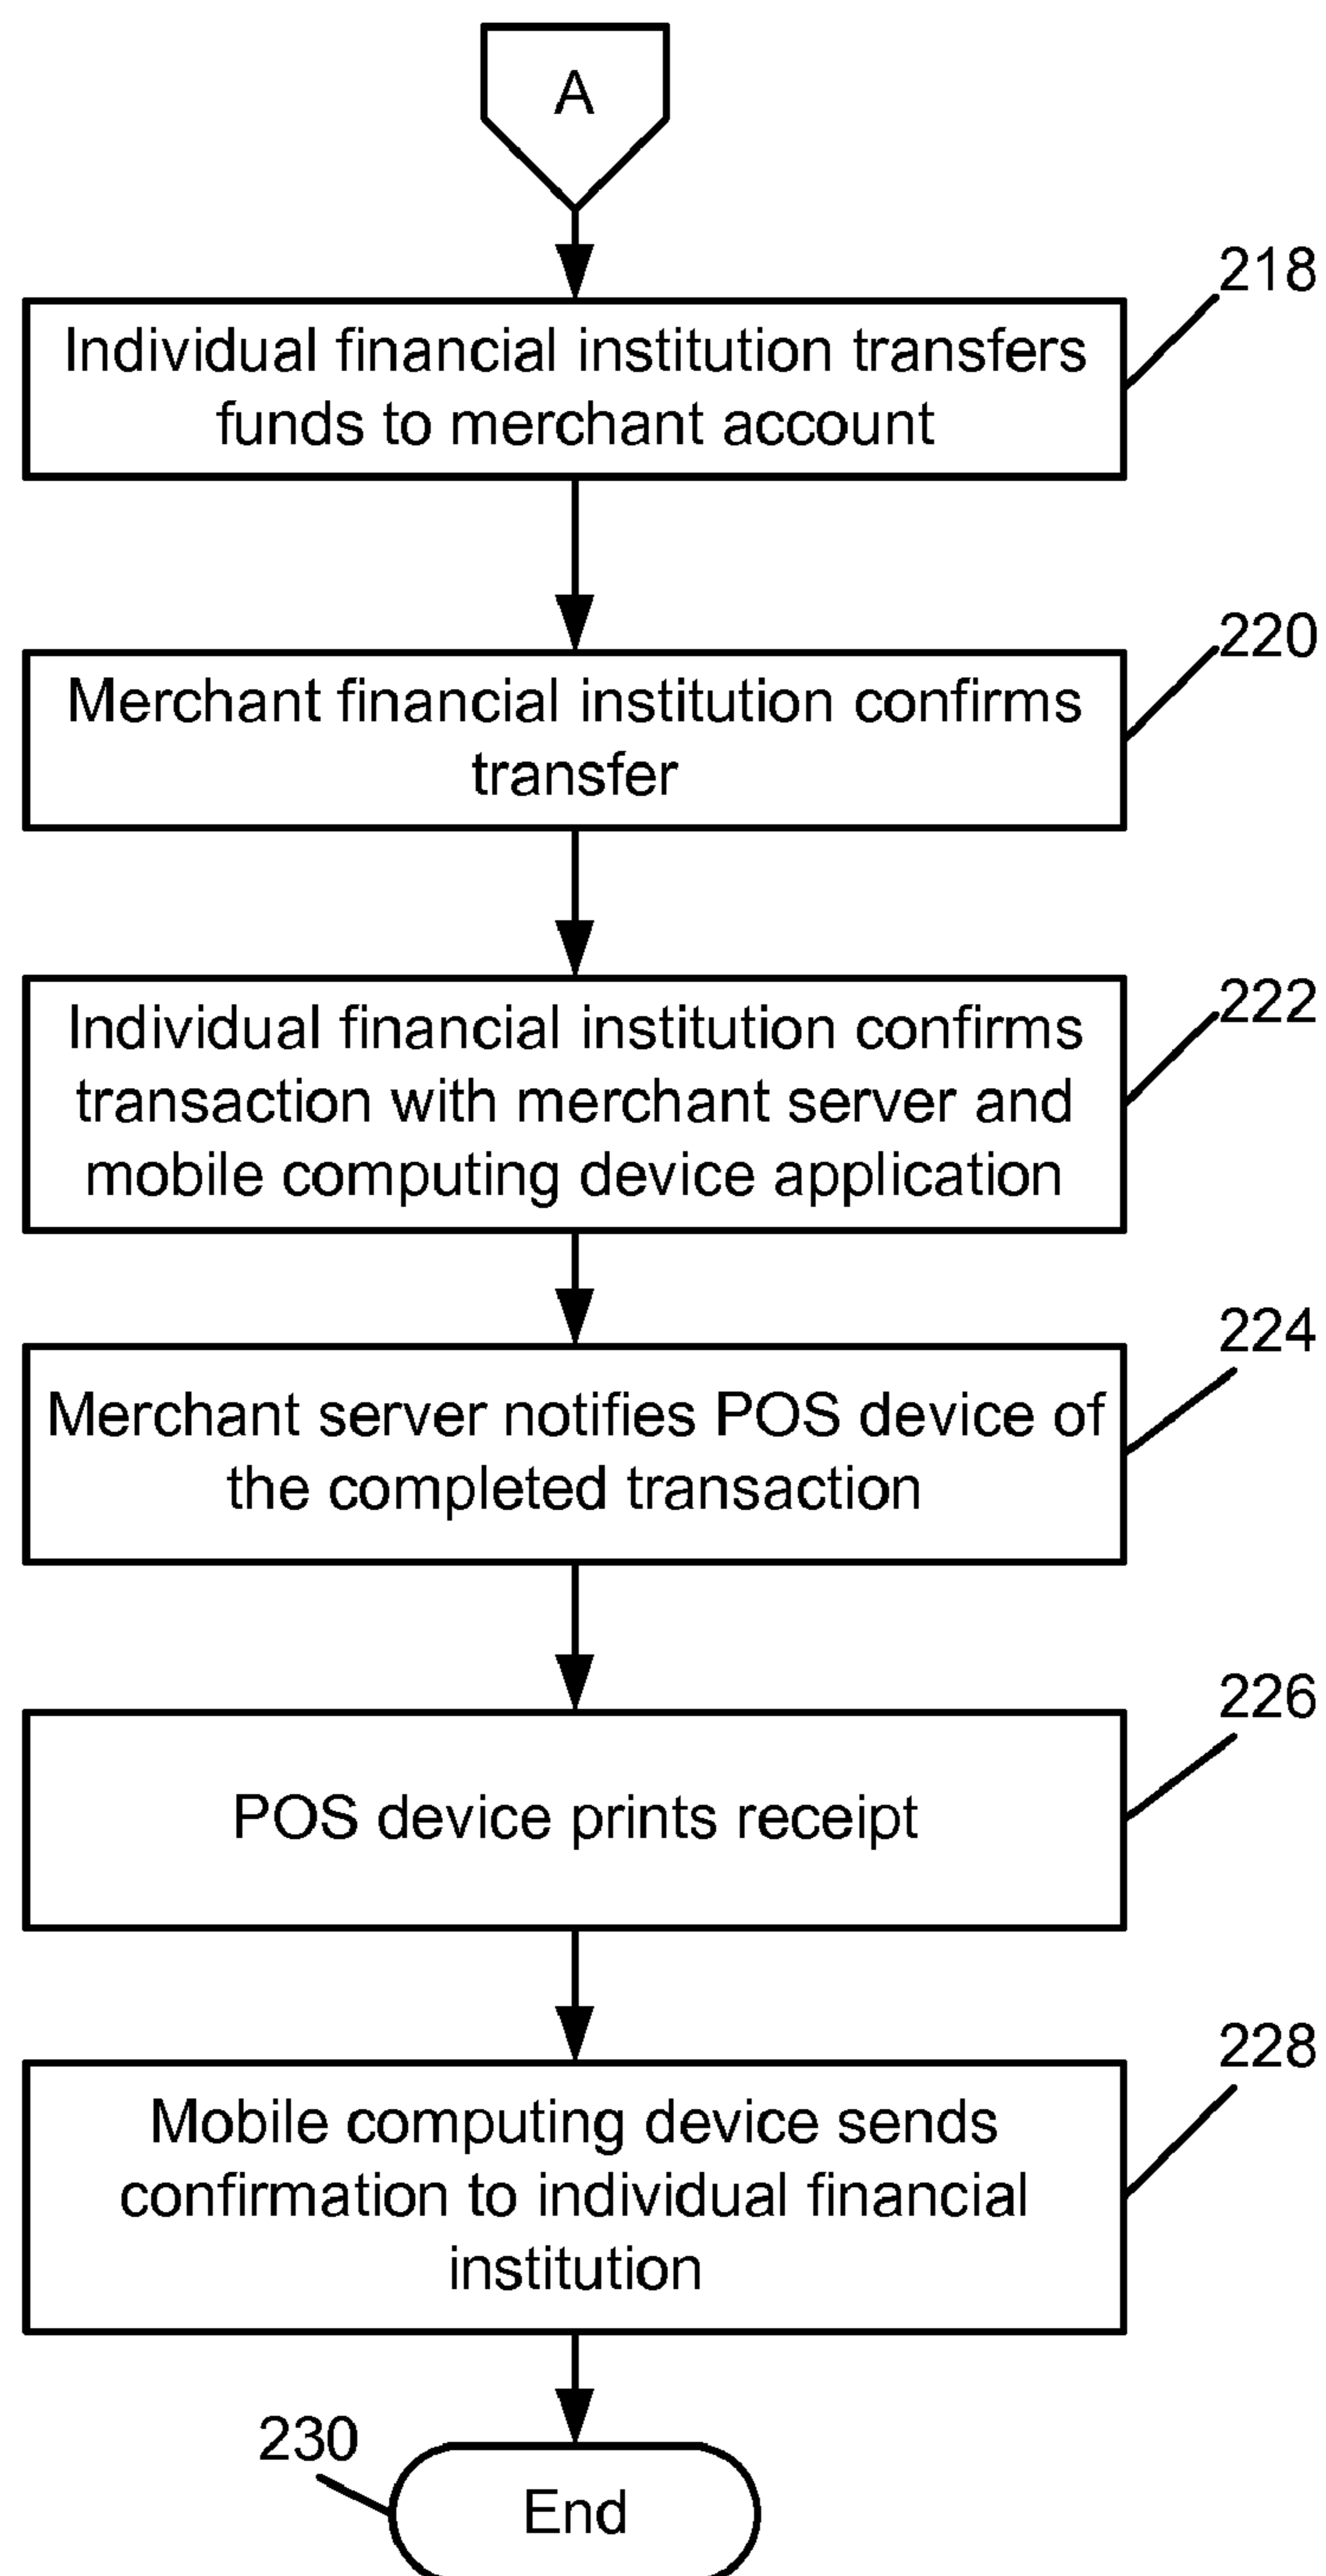 A
218
Individual financial institution transfers
funds to merchant account
220
Merchant financial institution confirms
transfer
222
Individual financial institution confirms
transaction with merchant server and
mobile computing device application
224
Merchant server notifies POS device of
the completed transaction
226
POS device prints receipt
228
Mobile computing device sends
confirmation to individual financial
institution
230
End